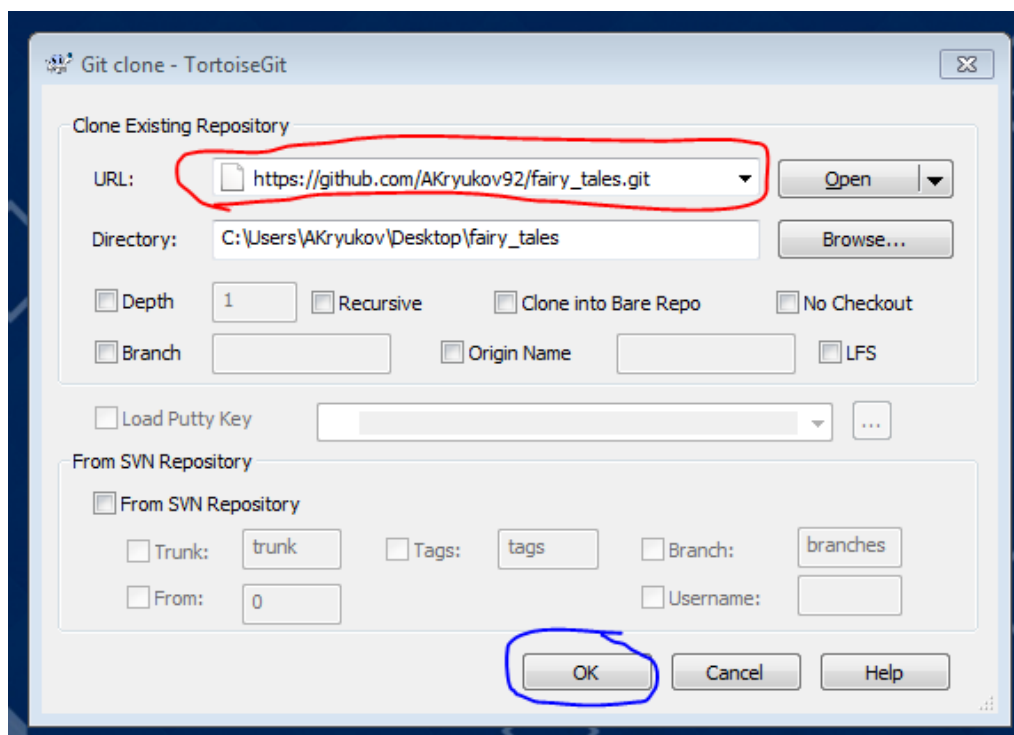 Git clone - TortoiseGit
Clone Existing Repository
URL: https://github.com/AKryukov92/fairy_tales.git Open
Directory: C:\Users\AKryukov\Desktop\fairy_tales Browse...
Depth 1 Recursive Clone into Bare Repo No Checkout
Branch Origin Name LFS
Load Putty Key ...
From SVN Repository
From SVN Repository
Trunk: trunk Tags: tags Branch: branches
From: 0 Username:
OK Cancel Help